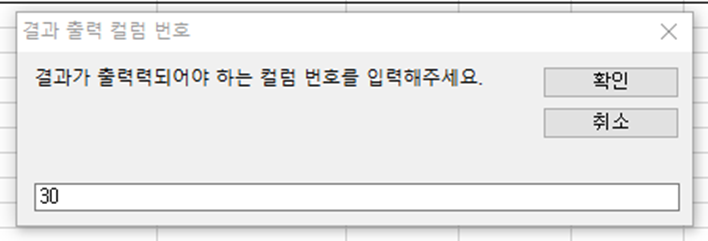 결과 출력 컬럼 번호
결과가 출력력되어야 하는 컬럼 번호를 입력해주세요.
확인
취소
30